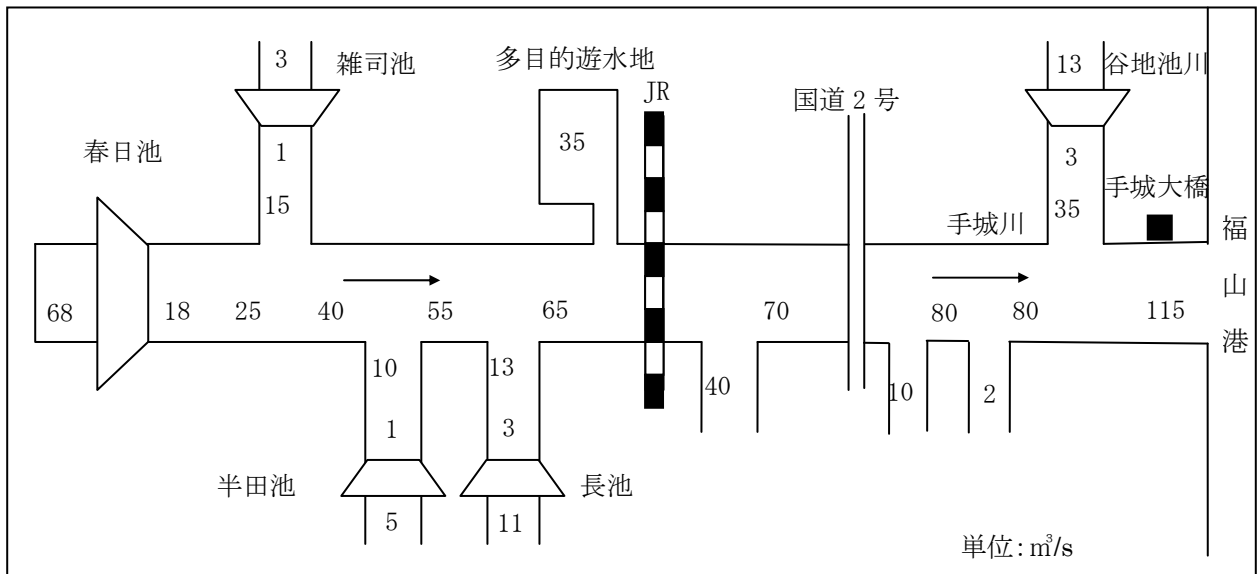 3
雑司池
多目的遊水地
JR
国道2号
13
谷地池川
春日池
1
35
3
手城大橋
15
手城川
35
福山港
68
18
25
40
55
65
70
80
80
115
10
13
40
10
2
1
3
半田池
長池
5
11
単位:㎥/s